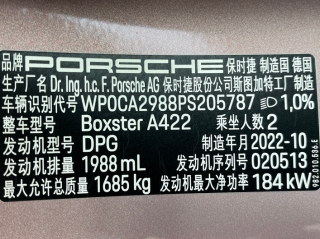 品牌 PORSCHE 保时捷 制造国 德国
生产厂名 Dr. Ing. h.c. F. Porsche AG 保时捷股份公司斯图加特工厂制造
车辆识别代号 WP0CA2988PS205787 1,0%
整车型号 Boxster A422 乘坐人数 2
发动机型号 DPG 制造年月 2022-10
发动机排量 1988 mL 发动机序列号 020513
最大允许总质量 1685 kg 发动机最大净功率 184 kW
982.010.536.E